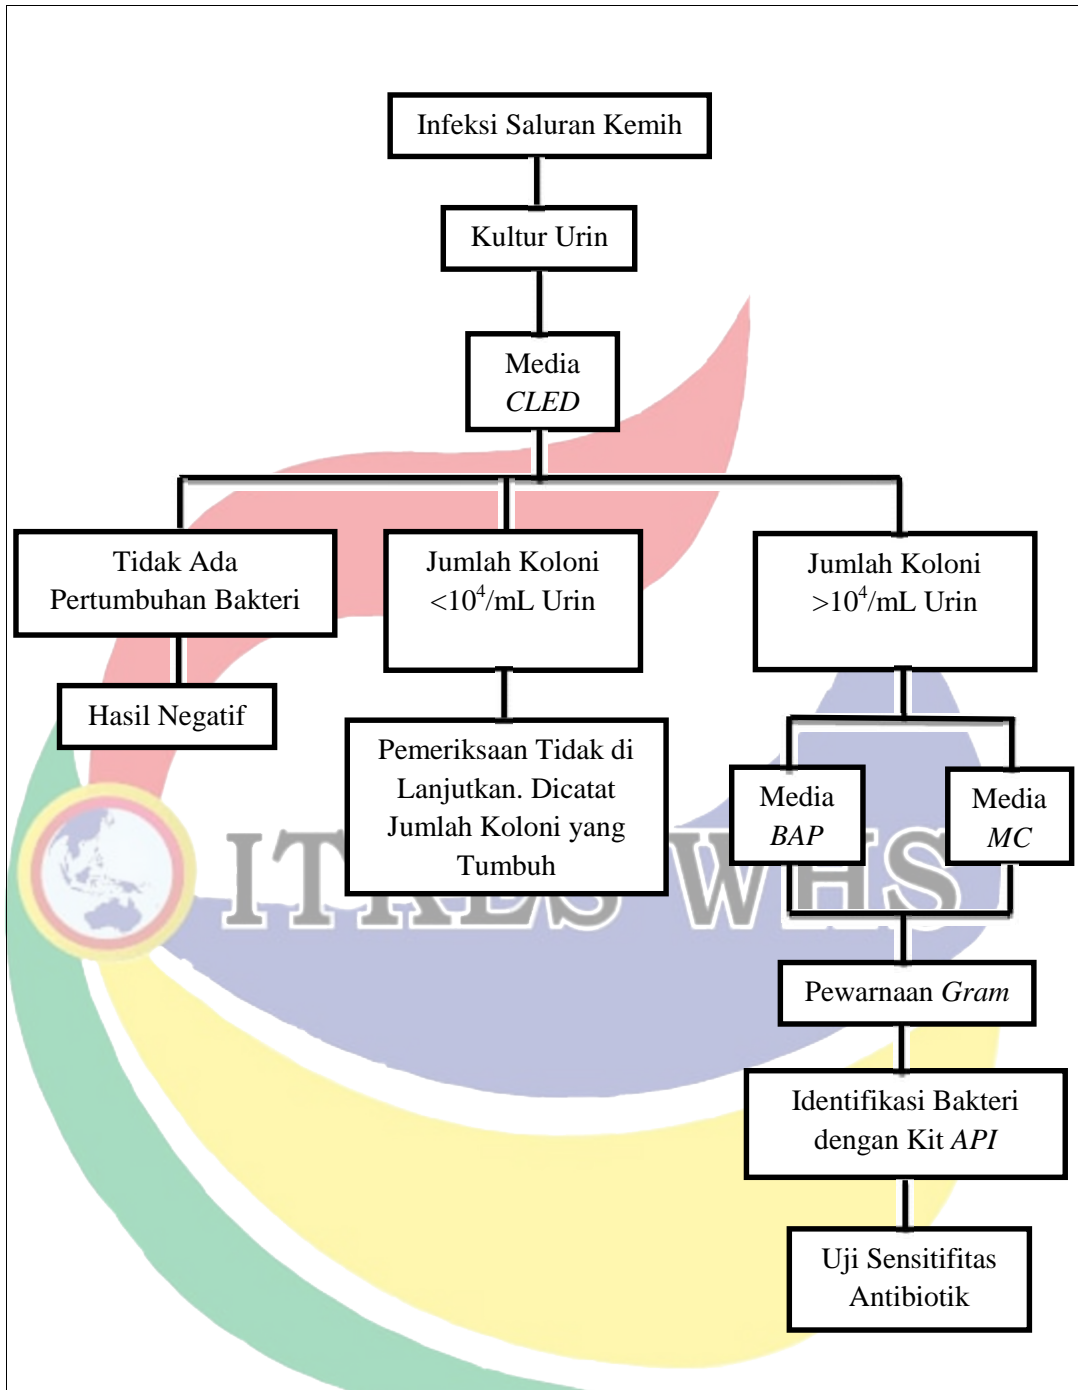 Infeksi Saluran Kemih
Kultur Urin
Media
CLED
Tidak Ada
Pertumbuhan Bakteri
Hasil Negatif
Jumlah Koloni
<10⁴/mL Urin
Pemeriksaan Tidak di
Lanjutkan. Dicatat
Jumlah Koloni yang
Tumbuh
Jumlah Koloni
>10⁴/mL Urin
Media
BAP
Media
MC
Pewarnaan Gram
Identifikasi Bakteri
dengan Kit API
Uji Sensitifitas
Antibiotik
ITKES WHS